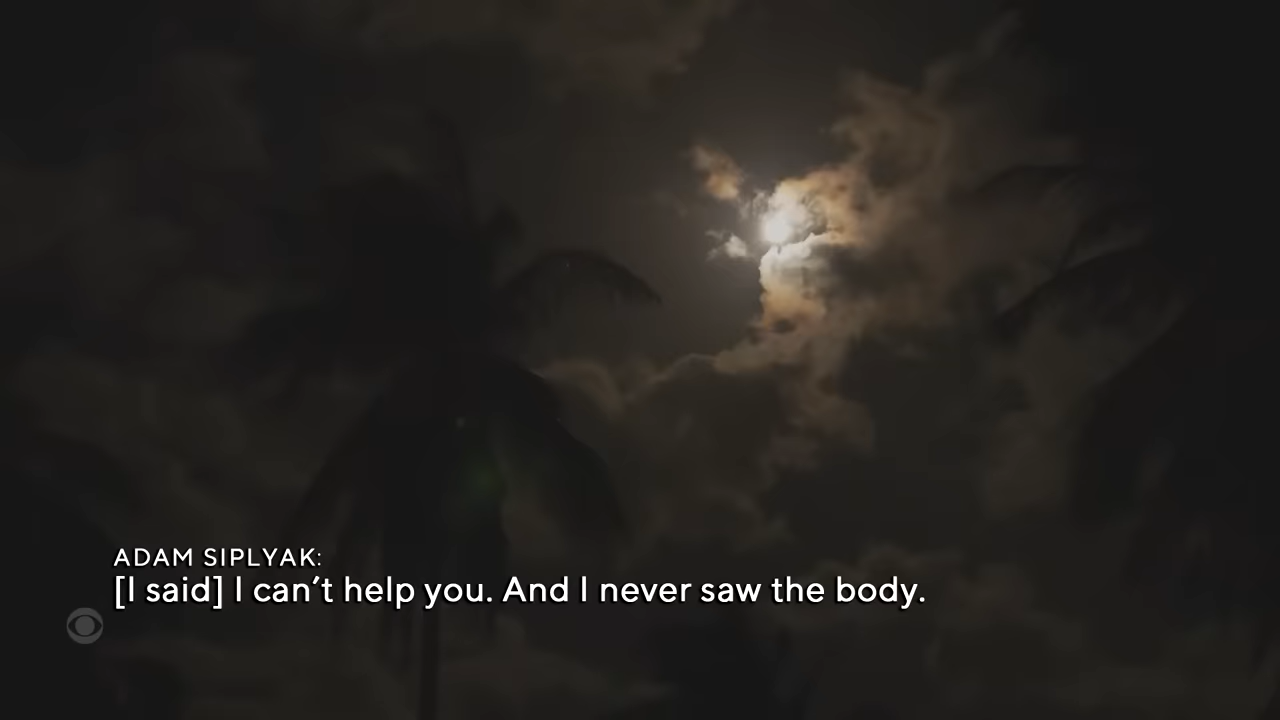 ADAM SIPLYAK:
[I said] I can’t help you. And I never saw the body.